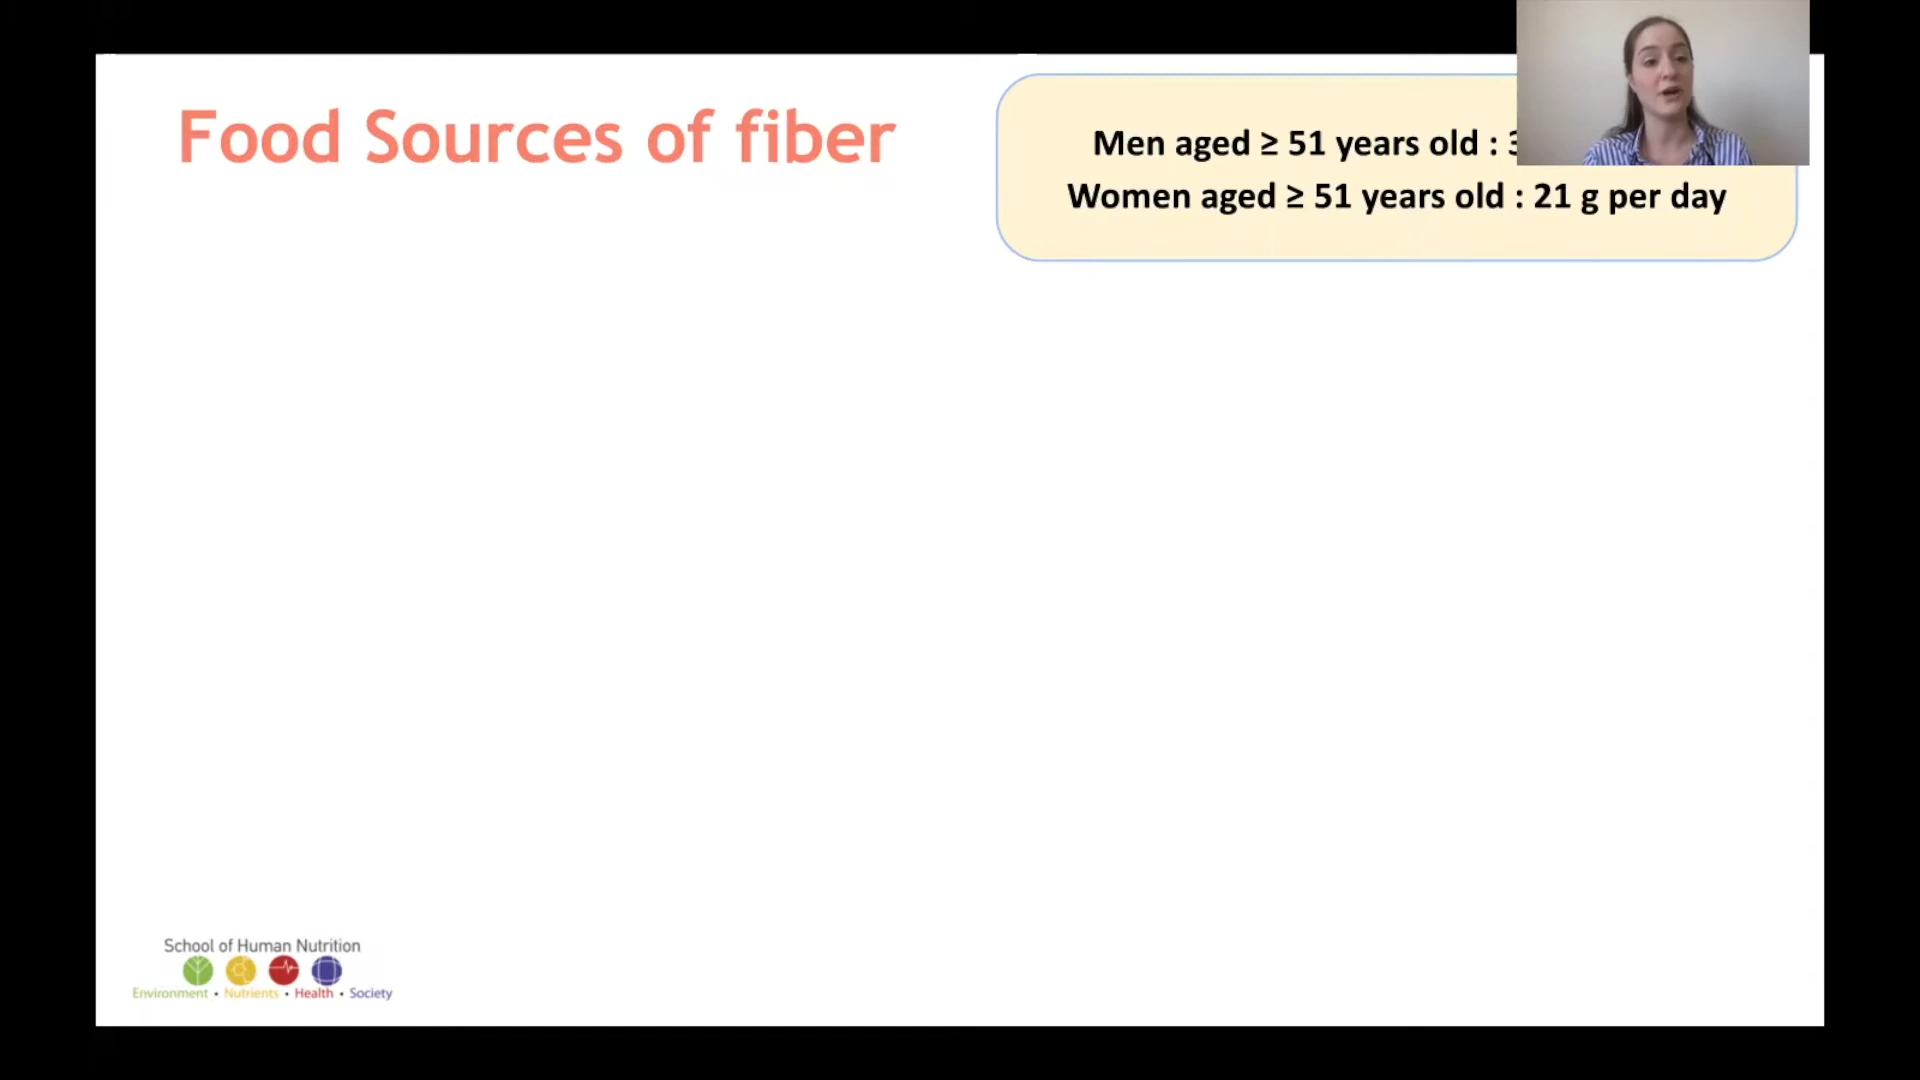 Food Sources of fiber
Men aged ≥ 51 years old :
Women aged ≥ 51 years old : 21 g per day
School of Human Nutrition
Environment • Nutrients • Health • Society